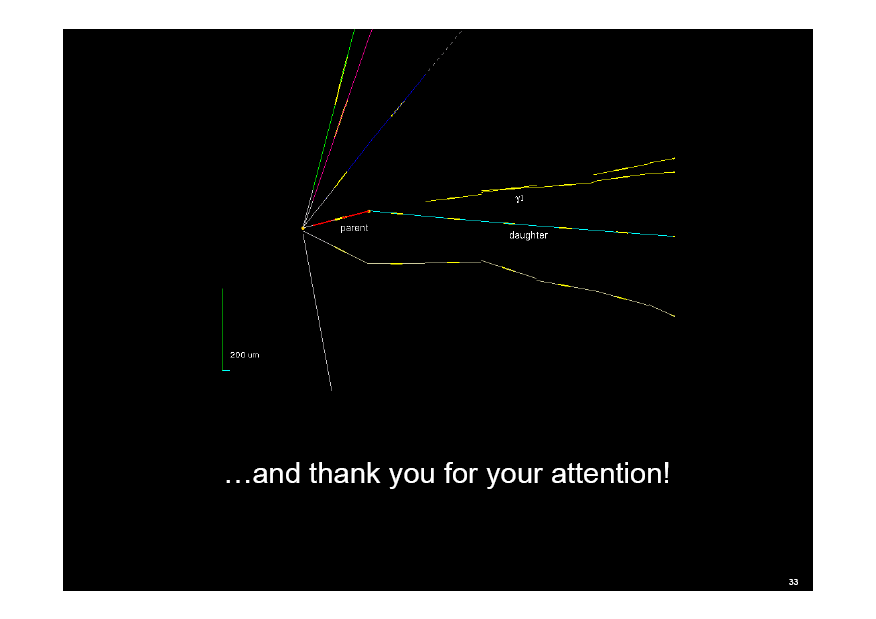 γ1
parent
daughter
200 um
…and thank you for your attention!
33